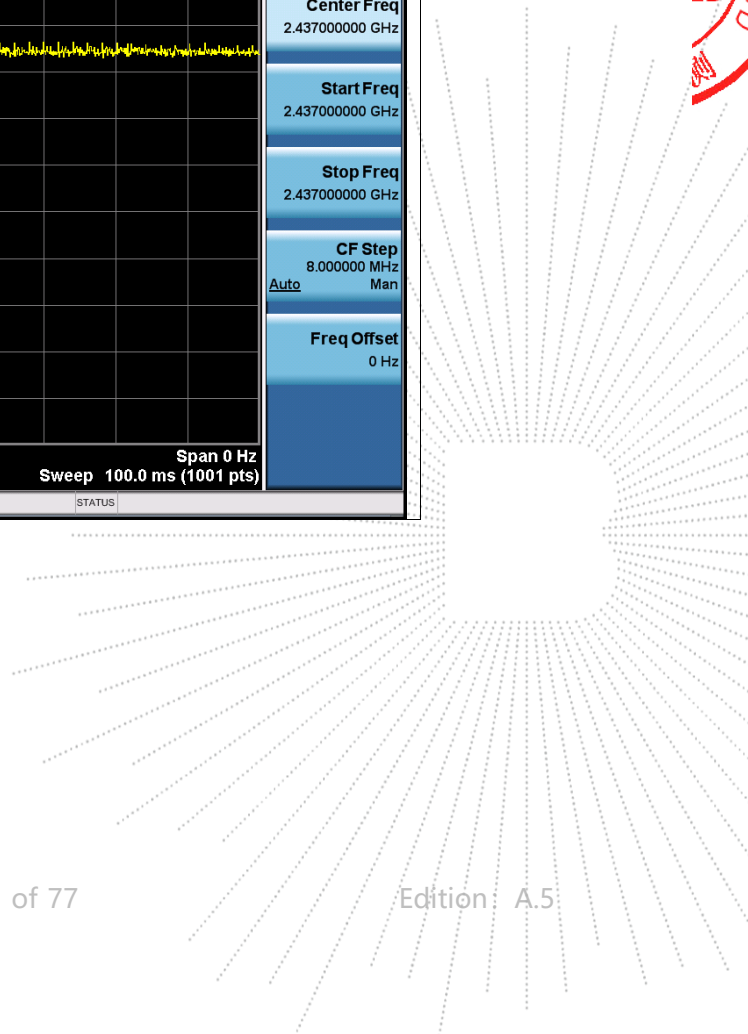 Center Freq
2.437000000 GHz
Start Freq
2.437000000 GHz
Stop Freq
2.437000000 GHz
CF Step
8.000000 MHz
Auto Man
Freq Offset
0 Hz
Span 0 Hz
Sweep 100.0 ms (1001 pts)
STATUS
of 77 Edition: A.5